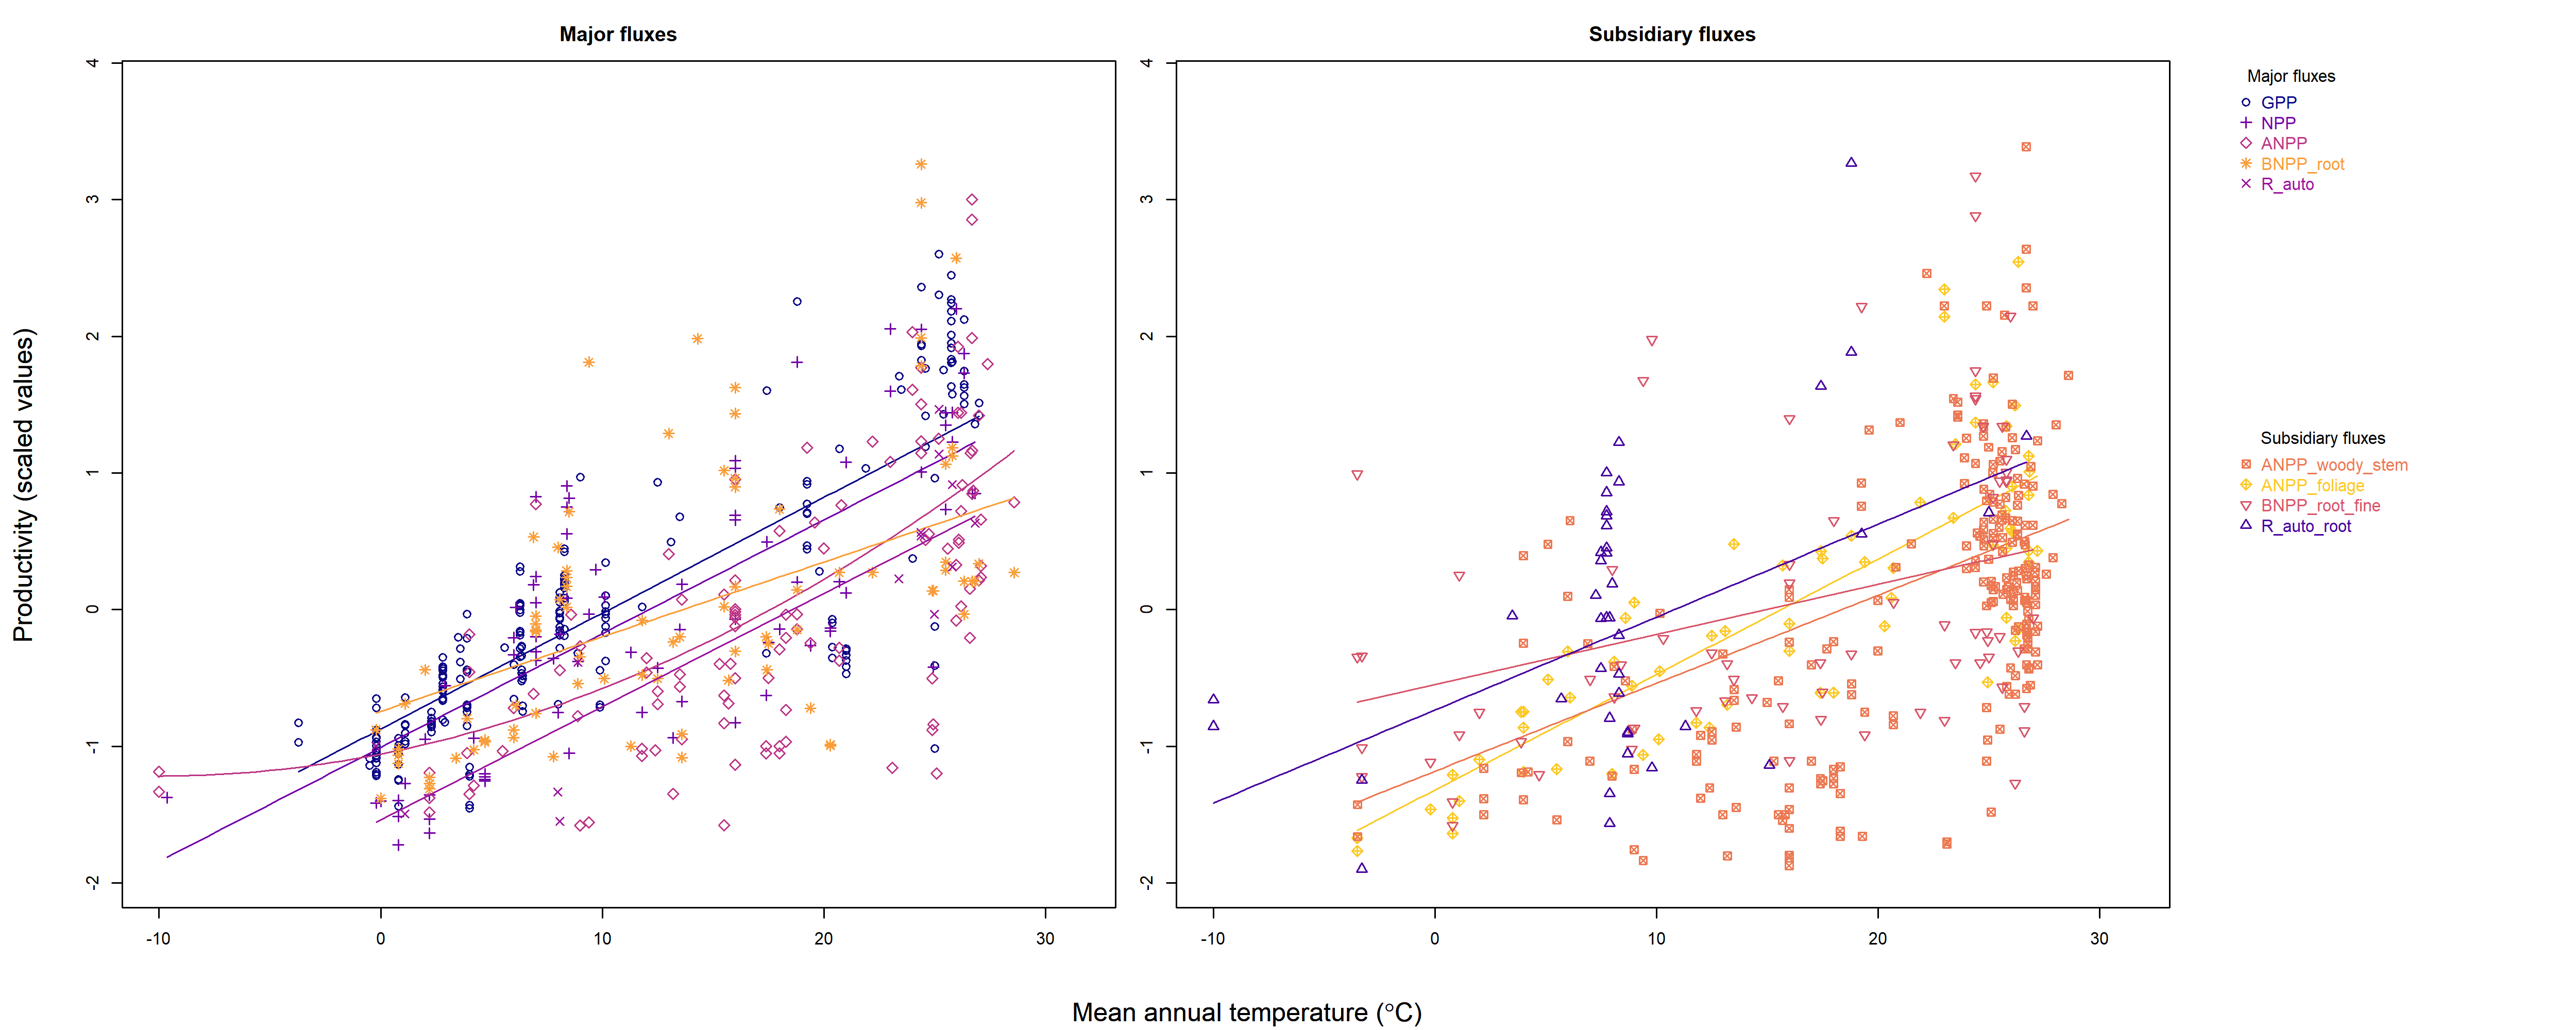 Major fluxes
Subsidiary fluxes
Productivity (scaled values)
4
3
2
1
0
-1
-2
-10
0
10
20
30
4
3
2
1
0
-1
-2
-10
0
10
20
30
Mean annual temperature (°C)
Major fluxes
GPP
NPP
ANPP
BNPP_root
R_auto
Subsidiary fluxes
ANPP_woody_stem
ANPP_foliage
BNPP_root_fine
R_auto_root